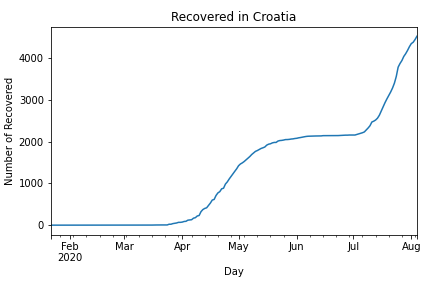 Recovered in Croatia
Number of Recovered
4000
3000
2000
1000
0
Feb Mar Apr May Jun Jul Aug
2020
Day